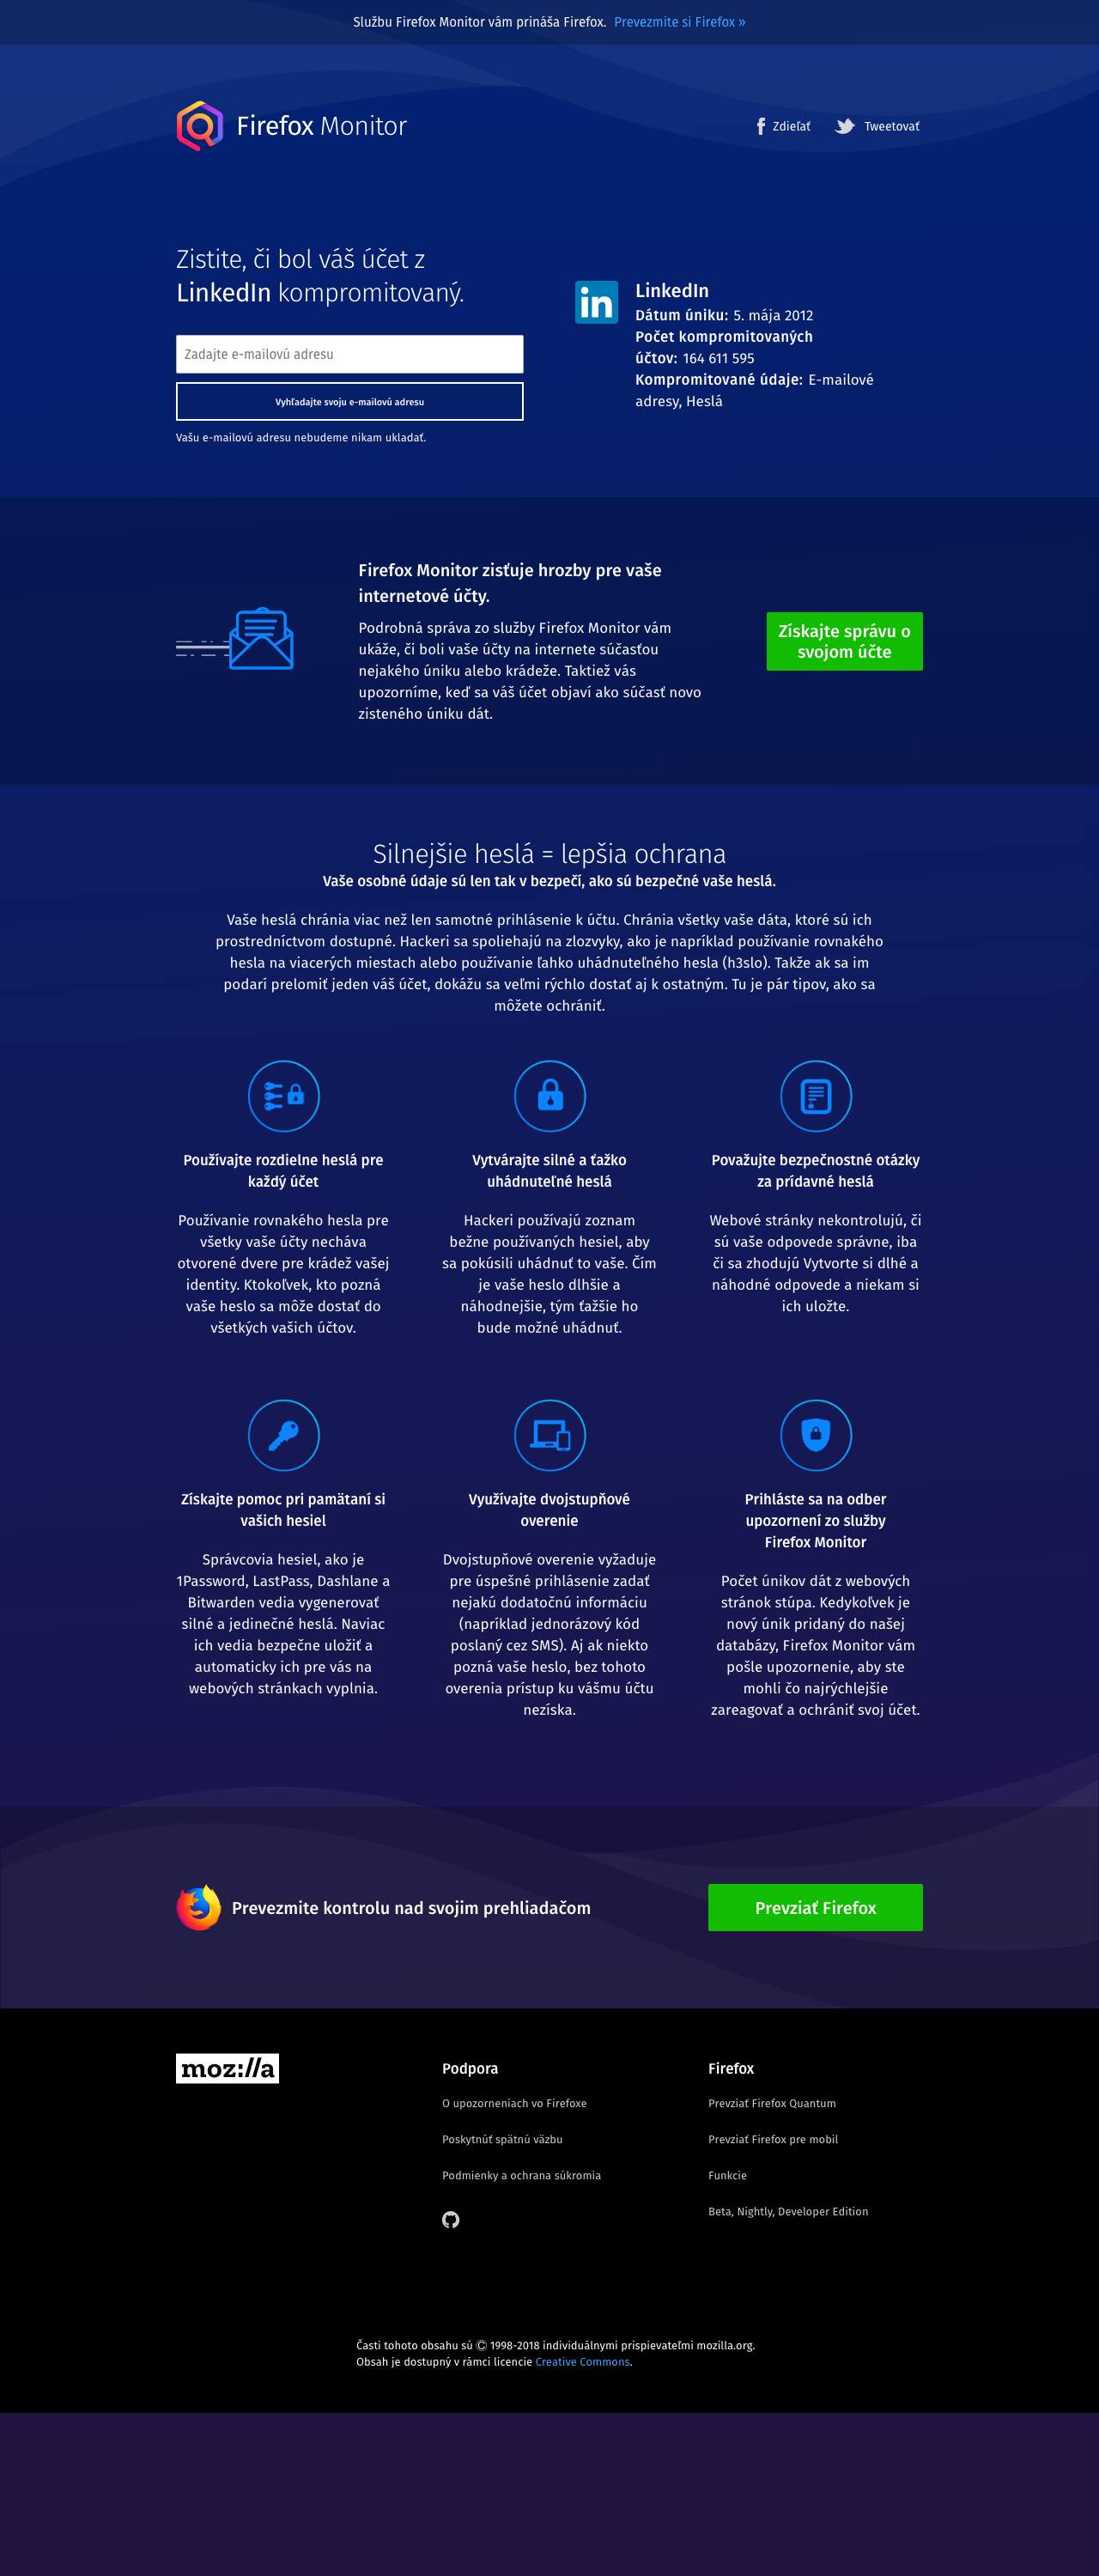 Službu Firefox Monitor vám prináša Firefox. Prevezmite si Firefox »
Firefox Monitor
Zdieľať
Tweetovať
Zistite, či bol váš účet z
LinkedIn kompromitovaný.
Zadajte e-mailovú adresu
Vyhľadajte svoju e-mailovú adresu
Vašu e-mailovú adresu nebudeme nikam ukladať.
in
LinkedIn
Dátum úniku: 5. mája 2012
Počet kompromitovaných
účtov: 164 611 595
Kompromitované údaje: E-mailové
adresy, Heslá
Firefox Monitor zisťuje hrozby pre vaše
internetové účty.
Podrobná správa zo služby Firefox Monitor vám
ukáže, či boli vaše účty na internete súčasťou
nejakého úniku alebo krádeže. Taktiež vás
upozorníme, keď sa váš účet objaví ako súčasť novo
zisteného úniku dát.
Získajte správu o
svojom účte
Silnejšie heslá = lepšia ochrana
Vaše osobné údaje sú len tak v bezpečí, ako sú bezpečné vaše heslá.
Vaše heslá chránia viac než len samotné prihlásenie k účtu. Chránia všetky vaše dáta, ktoré sú ich
prostredníctvom dostupné. Hackeri sa spoliehajú na zlozvyky, ako je napríklad používanie rovnakého
hesla na viacerých miestach alebo používanie ľahko uhádnuteľného hesla (h3slo). Takže ak sa im
podarí prelomiť jeden váš účet, dokážu sa veľmi rýchlo dostať aj k ostatným. Tu je pár tipov, ako sa
môžete ochrániť.
Používajte rozdielne heslá pre
každý účet
Používanie rovnakého hesla pre
všetky vaše účty necháva
otvorené dvere pre krádež vašej
identity. Ktokoľvek, kto pozná
vaše heslo sa môže dostať do
všetkých vašich účtov.
Vytvárajte silné a ťažko
uhádnuteľné heslá
Hackeri používajú zoznam
bežne používaných hesiel, aby
sa pokúsili uhádnuť to vaše. Čím
je vaše heslo dlhšie a
náhodnejšie, tým ťažšie ho
bude možné uhádnuť.
Považujte bezpečnostné otázky
za prídavné heslá
Webové stránky nekontrolujú, či
sú vaše odpovede správne, iba
či sa zhodujú Vytvorte si dlhé a
náhodné odpovede a niekam si
ich uložte.
Získajte pomoc pri pamätaní si
vašich hesiel
Správcovia hesiel, ako je
1Password, LastPass, Dashlane a
Bitwarden vedia vygenerovať
silné a jedinečné heslá. Naviac
ich vedia bezpečne uložiť a
automaticky ich pre vás na
webových stránkach vyplnia.
Využívajte dvojstupňové
overenie
Dvojstupňové overenie vyžaduje
pre úspešné prihlásenie zadať
nejakú dodatočnú informáciu
(napríklad jednorázový kód
poslaný cez SMS). Aj ak niekto
pozná vaše heslo, bez tohoto
overenia prístup ku vášmu účtu
nezíska.
Prihláste sa na odber
upozornení zo služby
Firefox Monitor
Počet únikov dát z webových
stránok stúpa. Kedykoľvek je
nový únik pridaný do našej
databázy, Firefox Monitor vám
pošle upozornenie, aby ste
mohli čo najrýchlejšie
zareagovať a ochrániť svoj účet.
Prevezmite kontrolu nad svojim prehliadačom
Prevziať Firefox
moz://a
Podpora
O upozorneniach vo Firefoxe
Poskytnúť spätnú väzbu
Podmienky a ochrana súkromia
Firefox
Prevziať Firefox Quantum
Prevziať Firefox pre mobil
Funkcie
Beta, Nightly, Developer Edition
Časti tohoto obsahu sú © 1998-2018 individuálnymi prispievateľmi mozilla.org.
Obsah je dostupný v rámci licencie Creative Commons.